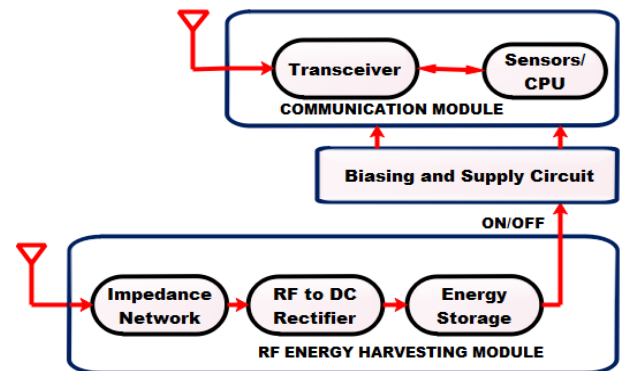 Transceiver
Sensors/
CPU
COMMUNICATION MODULE
Biasing and Supply Circuit
ON/OFF
Impedance
Network
RF to DC
Rectifier
Energy
Storage
RF ENERGY HARVESTING MODULE